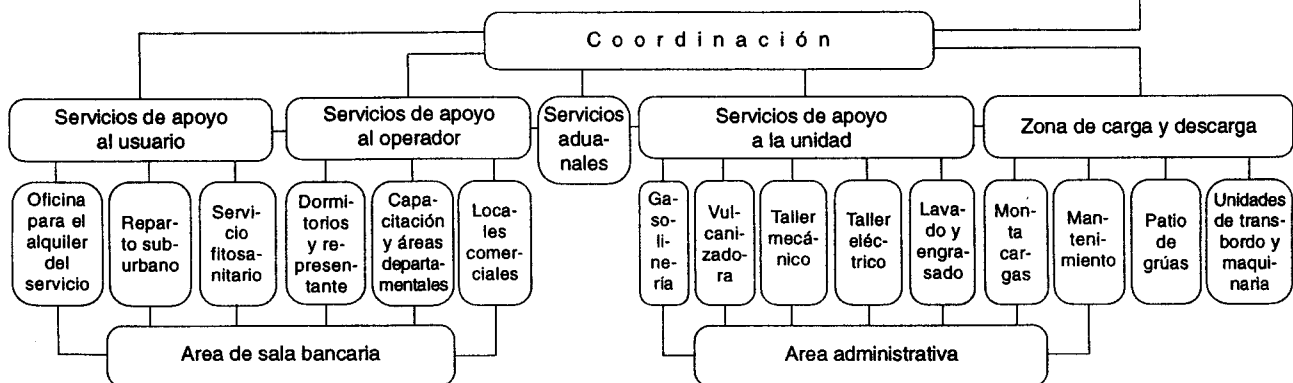 Coordinación
Servicios de apoyo
al usuario
Servicios de apoyo
al operador
Servicios
adua-
nales
Servicios de apoyo
a la unidad
Zona de carga y descarga
Oficina
para el
alquiler
del
servicio
Repar-
to sub-
urbano
Servi-
cio
fitosa-
nitario
Dormi-
torios
y re-
presen-
tante
Capa-
citación
y áreas
departa-
mentales
Loca-
les
comer-
ciales
Ga-
so-
li-
nería
Vul-
cani-
zado-
ra
Taller
mecá-
nico
Taller
eléc-
trico
Lava-
do y
engra-
sado
Mon-
ta
car-
gas
Man-
teni-
miento
Patio
de
grúas
Unidades
de trans-
bordo y
maqui-
naria
Area de sala bancaria
Area administrativa